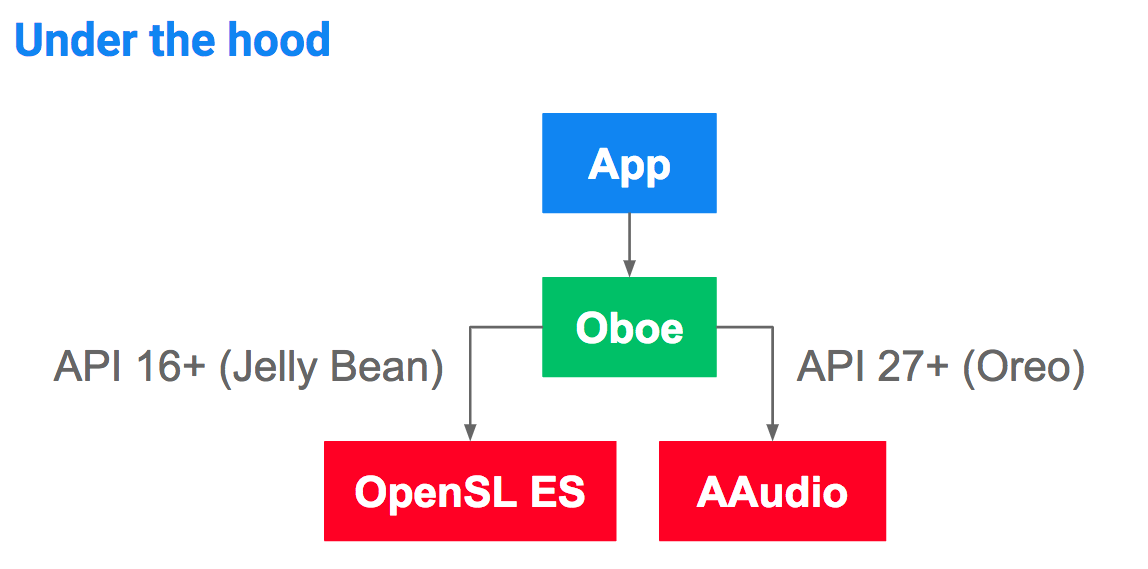 Under the hood
App
Oboe
API 16+ (Jelly Bean)
API 27+ (Oreo)
OpenSL ES
AAudio